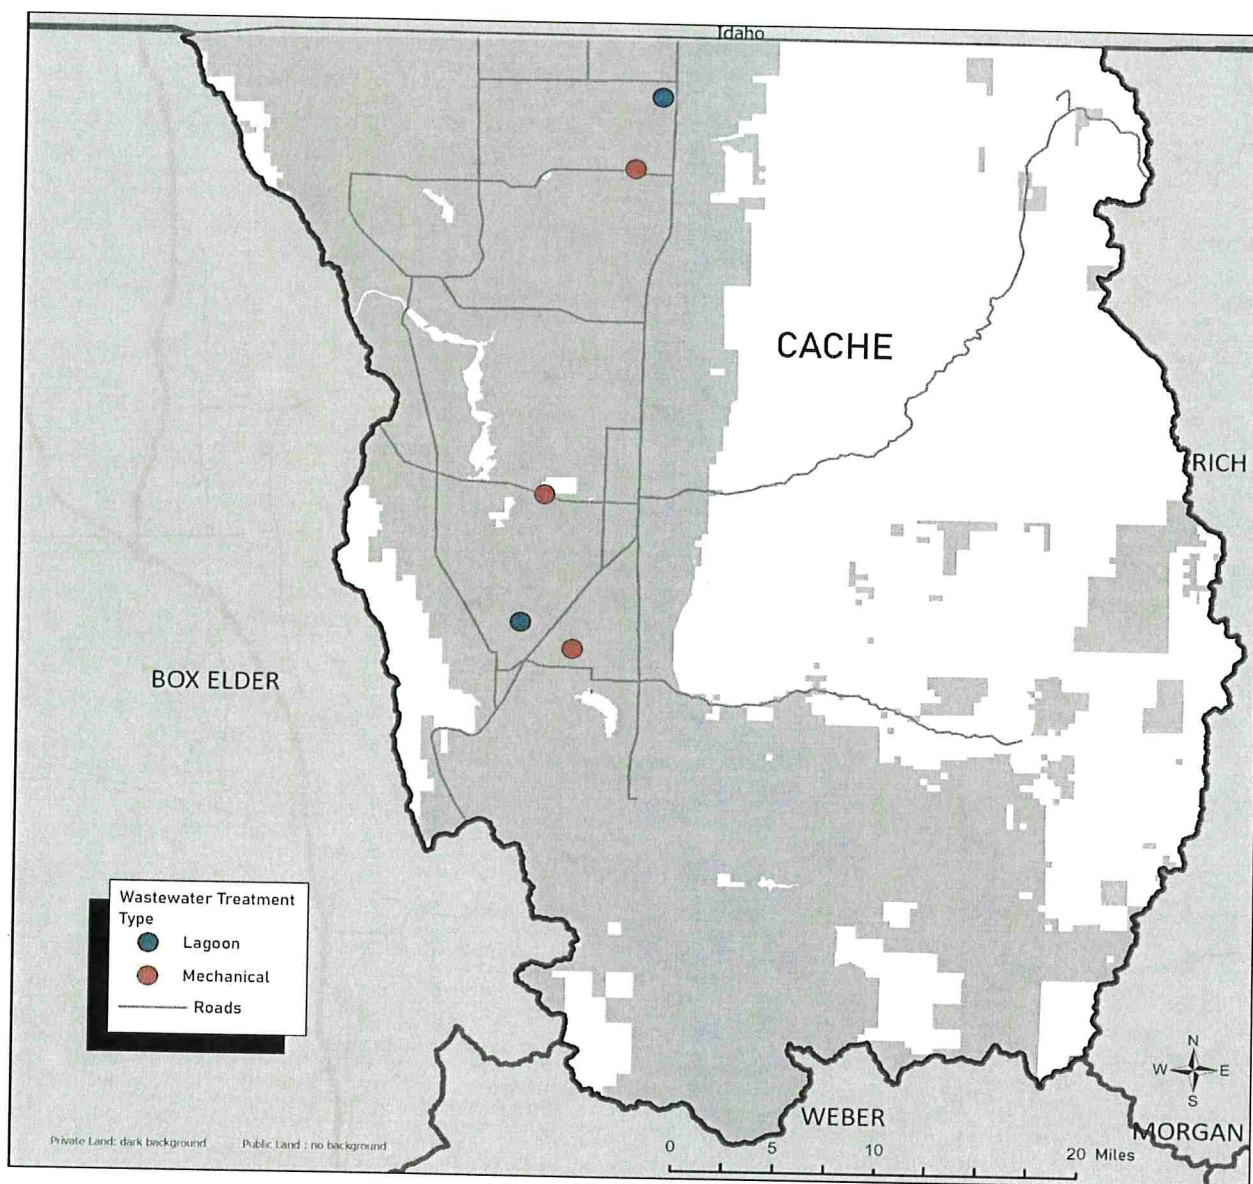 Idaho
CACHE
RICH
BOX ELDER
Wastewater Treatment
Type
Lagoon
Mechanical
Roads
N
W E
S
WEBER
MORGAN
Private Land: dark background Public Land : no background
0 5 10 20 Miles